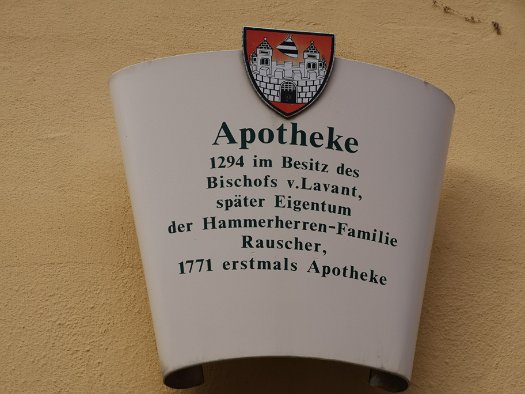 Apotheke
1294 im Besitz des
Bischofs v.Lavant,
später Eigentum
der Hammerherren-Familie
Rauscher,
1771 erstmals Apotheke